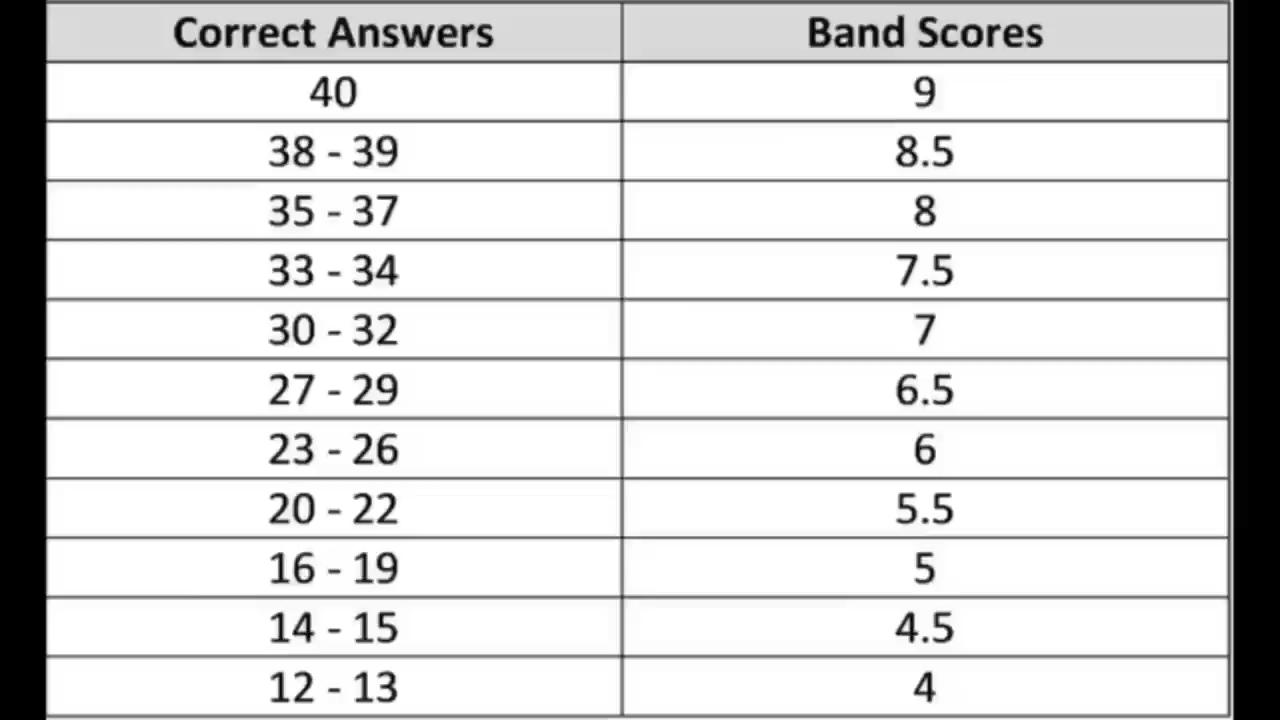 Correct Answers Band Scores
40 9
38 - 39 8.5
35 - 37 8
33 - 34 7.5
30 - 32 7
27 - 29 6.5
23 - 26 6
20 - 22 5.5
16 - 19 5
14 - 15 4.5
12 - 13 4